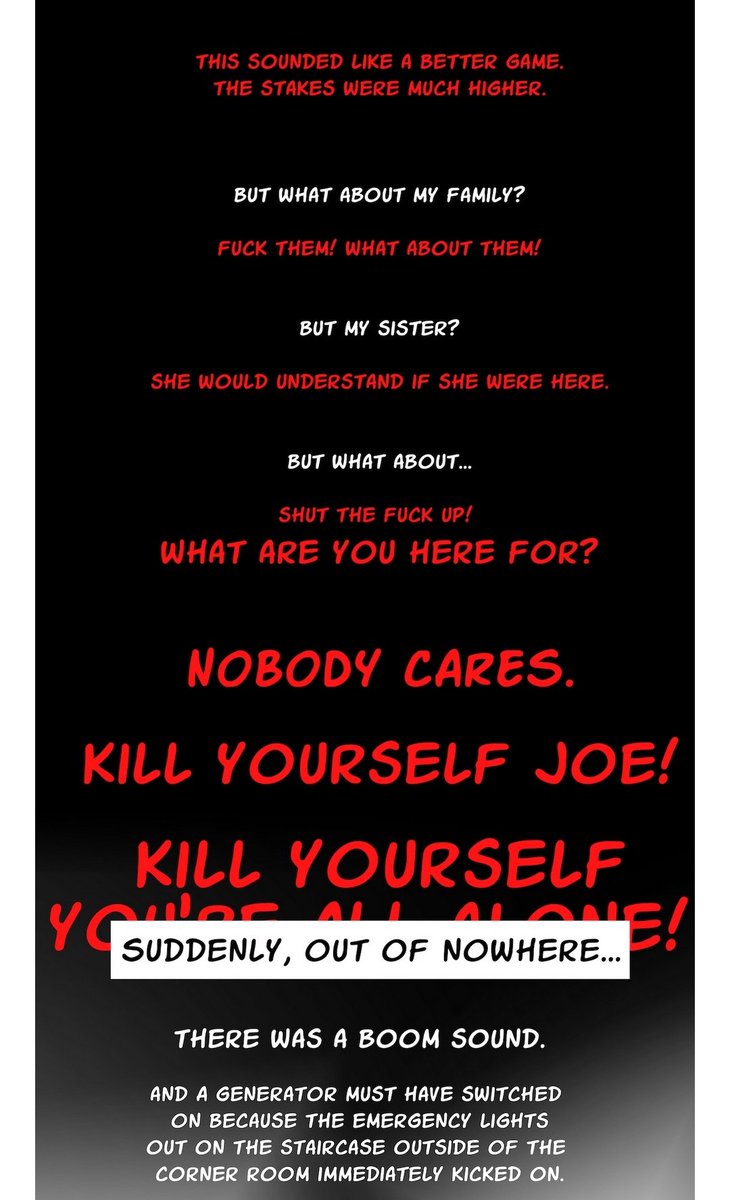 THIS SOUNDED LIKE A BETTER GAME.
THE STAKES WERE MUCH HIGHER.
BUT WHAT ABOUT MY FAMILY?
FUCK THEM! WHAT ABOUT THEM!
BUT MY SISTER?
SHE WOULD UNDERSTAND IF SHE WERE HERE.
BUT WHAT ABOUT...
SHUT THE FUCK UP!
WHAT ARE YOU HERE FOR?
NOBODY CARES.
KILL YOURSELF JOE!
KILL YOURSELF
YOU'RE ALL ALONE!
SUDDENLY, OUT OF NOWHERE...
THERE WAS A BOOM SOUND.
AND A GENERATOR MUST HAVE SWITCHED
ON BECAUSE THE EMERGENCY LIGHTS
OUT ON THE STAIRCASE OUTSIDE OF THE
CORNER ROOM IMMEDIATELY KICKED ON.